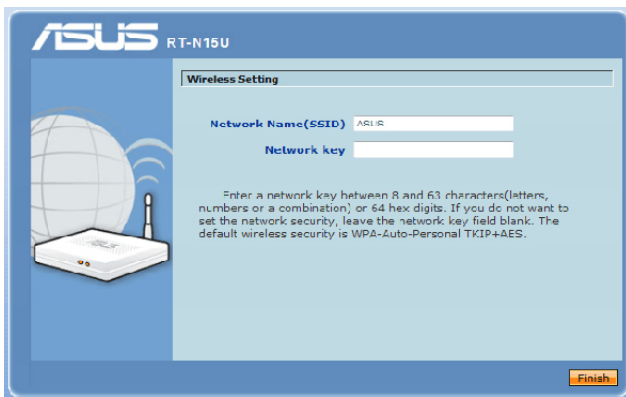 ASUS RT-N15U
Wireless Setting
Network Name(SSID) ASUS
Network key
Enter a network key between 8 and 63 characters(letters,
numbers or a combination) or 64 hex digits. If you do not want to
set the network security, leave the network key field blank. The
default wireless security is WPA-Auto-Personal TKIP+AES.
ASUS
Finish